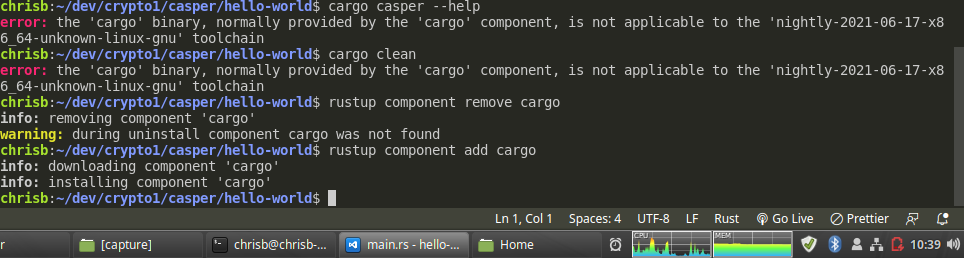 chrisb:~/dev/crypto1/casper/hello-world$ cargo casper --help
error: the 'cargo' binary, normally provided by the 'cargo' component, is not applicable to the 'nightly-2021-06-17-x8
6_64-unknown-linux-gnu' toolchain
chrisb:~/dev/crypto1/casper/hello-world$ cargo clean
error: the 'cargo' binary, normally provided by the 'cargo' component, is not applicable to the 'nightly-2021-06-17-x8
6_64-unknown-linux-gnu' toolchain
chrisb:~/dev/crypto1/casper/hello-world$ rustup component remove cargo
info: removing component 'cargo'
warning: during uninstall component cargo was not found
chrisb:~/dev/crypto1/casper/hello-world$ rustup component add cargo
info: downloading component 'cargo'
info: installing component 'cargo'
chrisb:~/dev/crypto1/casper/hello-world$
Ln 1, Col 1 Spaces: 4 UTF-8 LF Rust Go Live Prettier
r [capture] chrisb@chrisb-... main.rs - hello-... Home CPU MEM 10:39